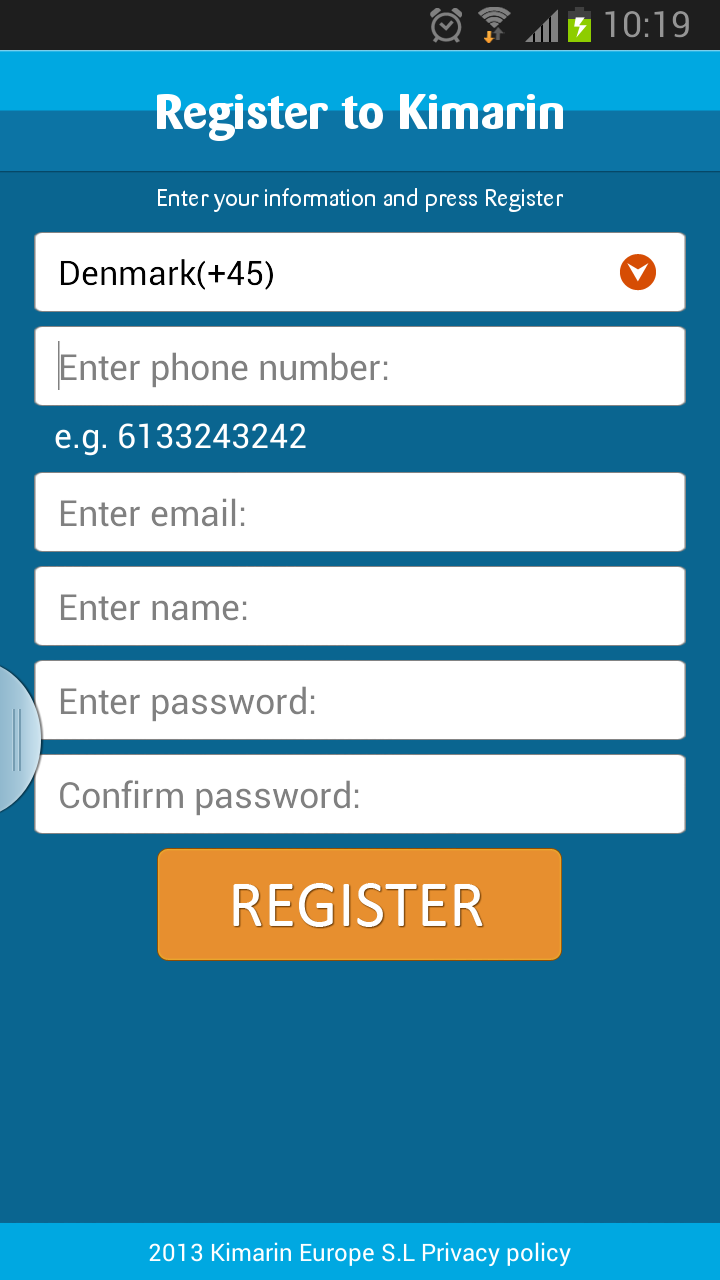 10:19
Register to Kimarin
Enter your information and press Register
Denmark(+45)
Enter phone number:
e.g. 6133243242
Enter email:
Enter name:
Enter password:
Confirm password:
REGISTER
2013 Kimarin Europe S.L Privacy policy